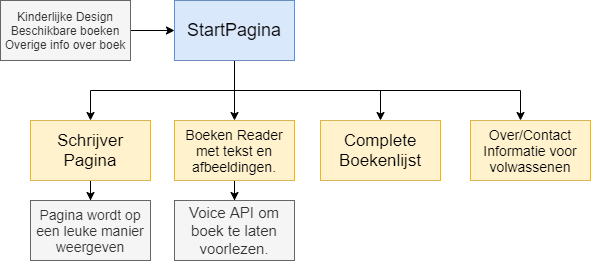 Kinderlijke Design
Beschikbare boeken
Overige info over boek
StartPagina
Schrijver
Pagina
Boeken Reader
met tekst en
afbeeldingen.
Complete
Boekenlijst
Over/Contact
Informatie voor
volwassenen
Pagina wordt op
een leuke manier
weergeven
Voice API om
boek te laten
voorlezen.